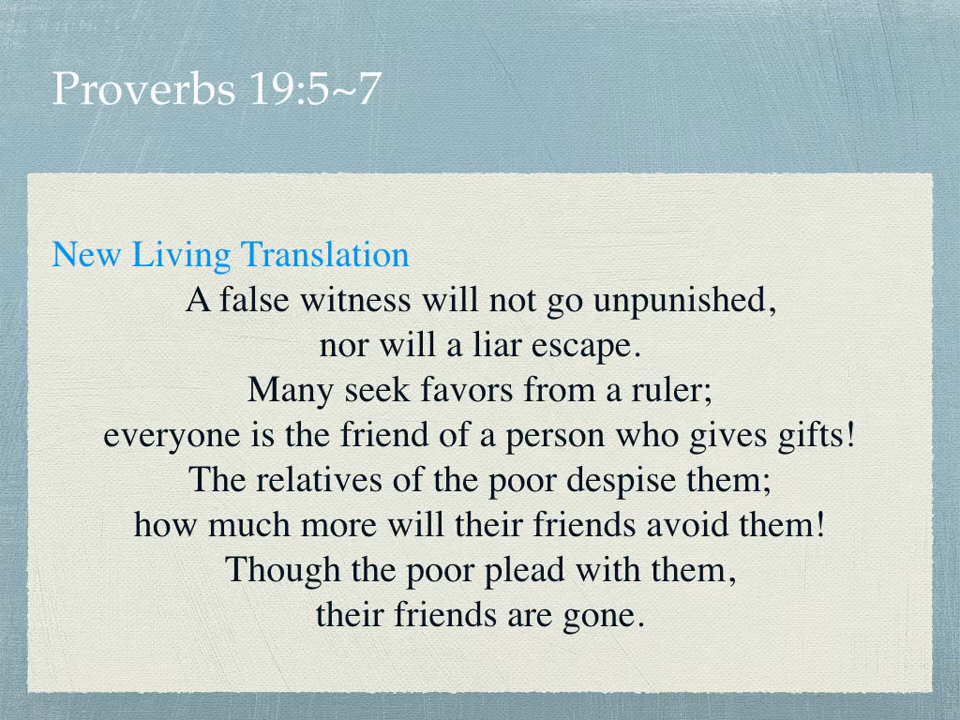 Proverbs 19:5~7
New Living Translation
A false witness will not go unpunished,
nor will a liar escape.
Many seek favors from a ruler;
everyone is the friend of a person who gives gifts!
The relatives of the poor despise them;
how much more will their friends avoid them!
Though the poor plead with them,
their friends are gone.